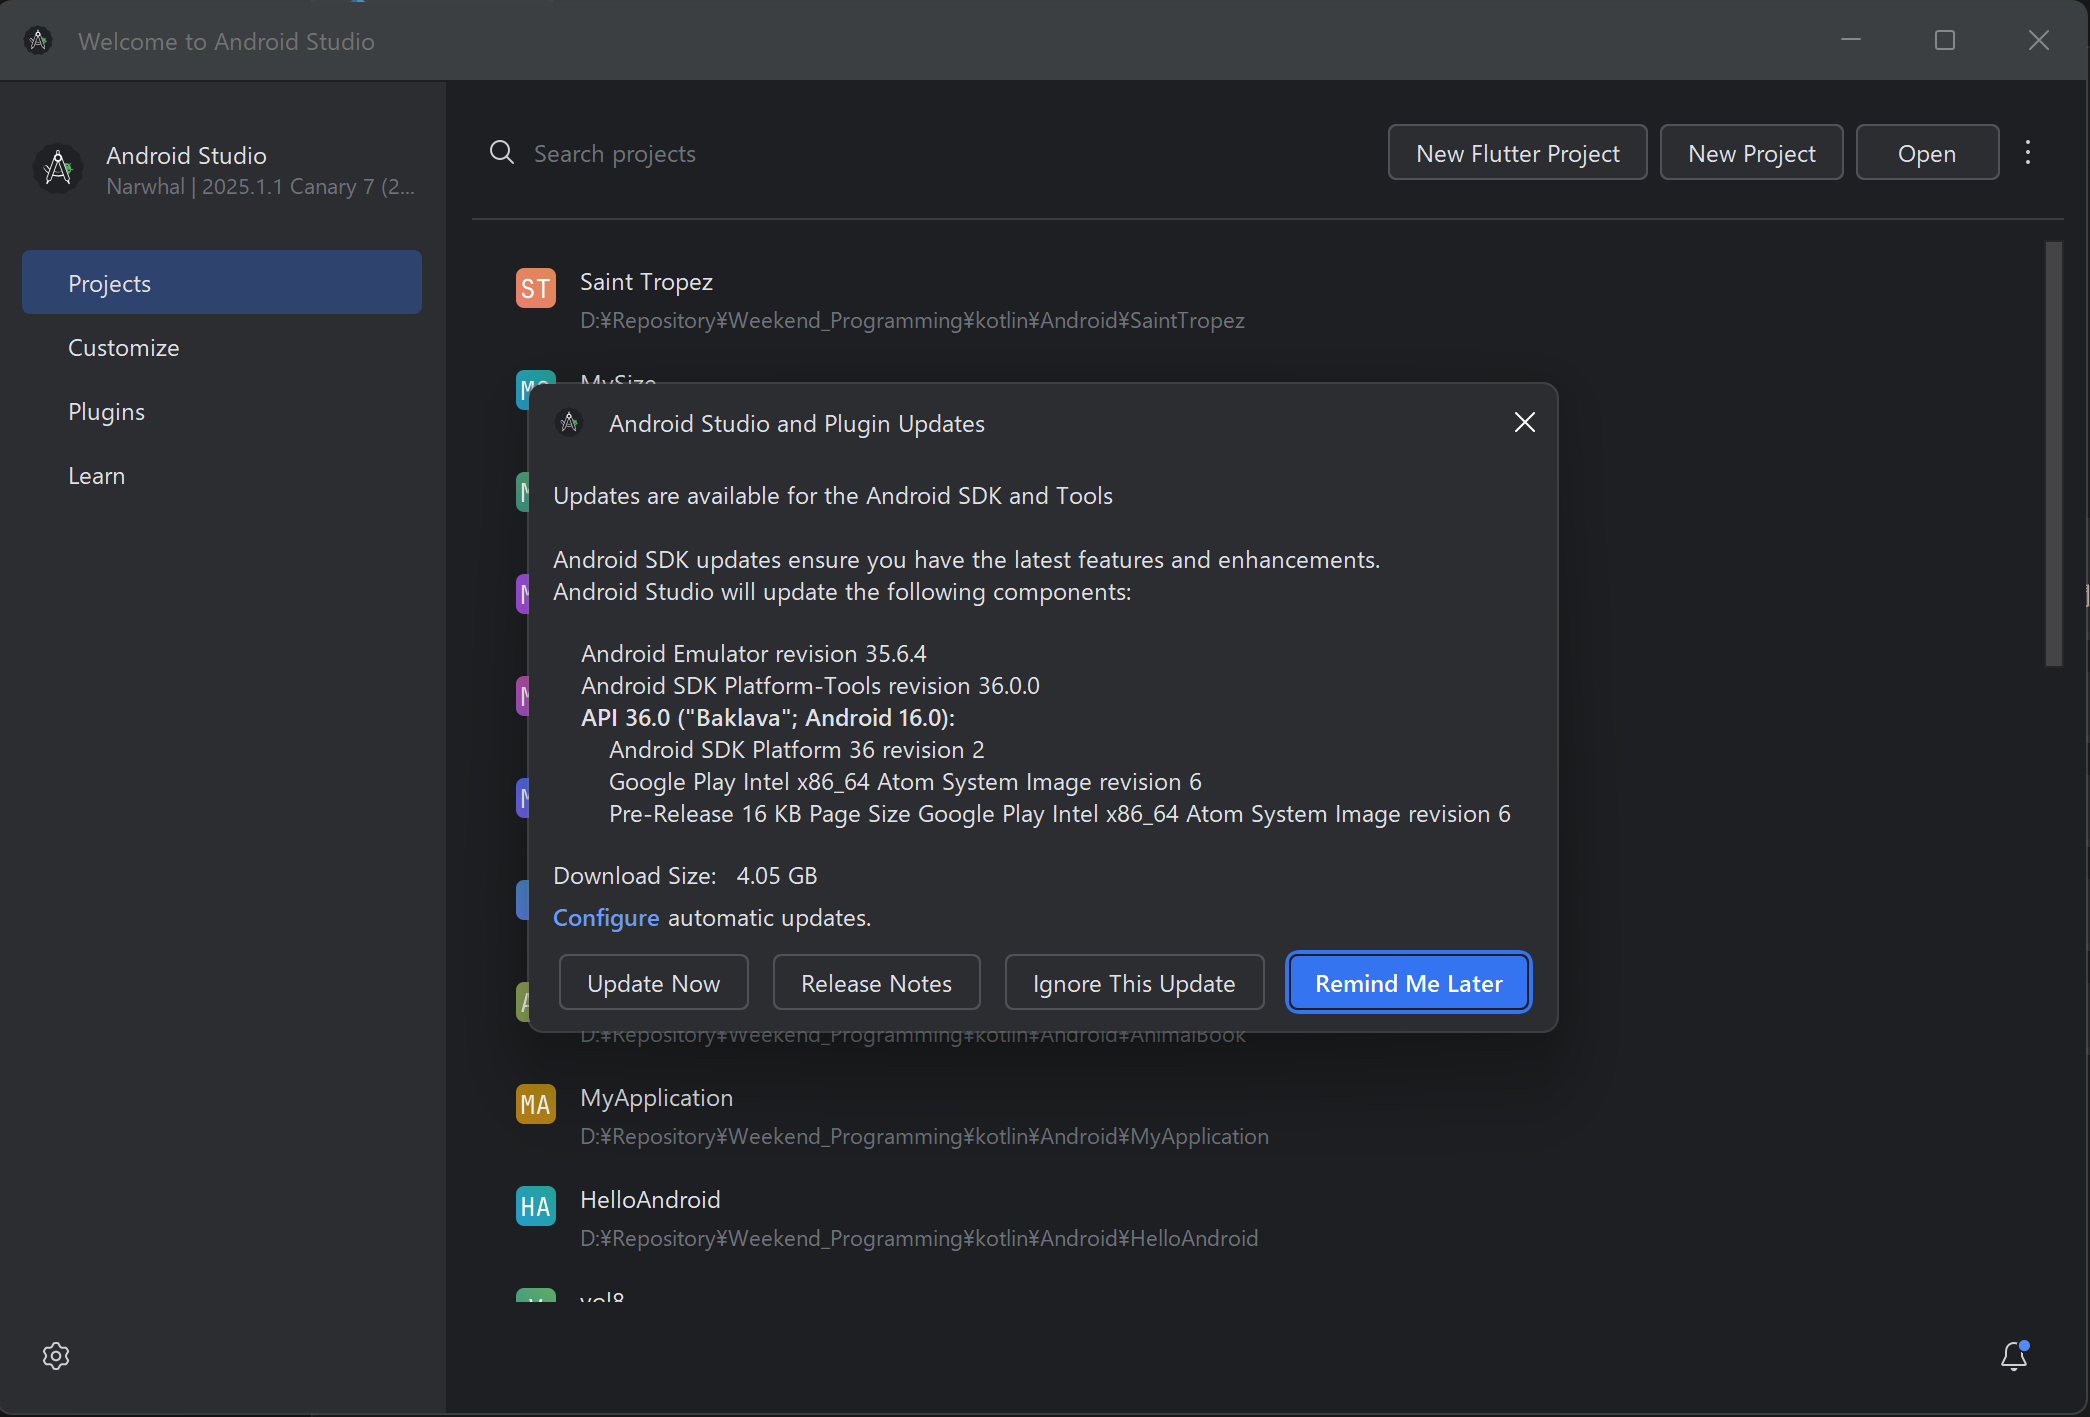 Welcome to Android Studio
Android Studio
Narwhal | 2025.1.1 Canary 7 (2...
Projects
Customize
Plugins
Learn
Search projects
New Flutter Project
New Project
Open
ST
Saint Tropez
D:¥Repository¥Weekend_Programming¥kotlin¥Android¥SaintTropez
MySize
Android Studio and Plugin Updates
Updates are available for the Android SDK and Tools
Android SDK updates ensure you have the latest features and enhancements.
Android Studio will update the following components:
Android Emulator revision 35.6.4
Android SDK Platform-Tools revision 36.0.0
API 36.0 ("Baklava"; Android 16.0):
Android SDK Platform 36 revision 2
Google Play Intel x86_64 Atom System Image revision 6
Pre-Release 16 KB Page Size Google Play Intel x86_64 Atom System Image revision 6
Download Size: 4.05 GB
Configure automatic updates.
Update Now
Release Notes
Ignore This Update
Remind Me Later
D:¥Repository¥Weekend_Programming¥kotlin¥Android¥AnimalBook
MA
MyApplication
D:¥Repository¥Weekend_Programming¥kotlin¥Android¥MyApplication
HA
HelloAndroid
D:¥Repository¥Weekend_Programming¥kotlin¥Android¥HelloAndroid
vol8